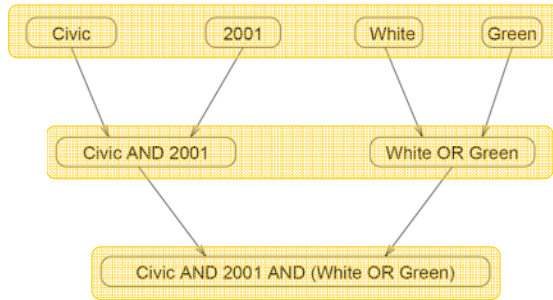 Civic
2001
White
Green
Civic AND 2001
White OR Green
Civic AND 2001 AND (White OR Green)